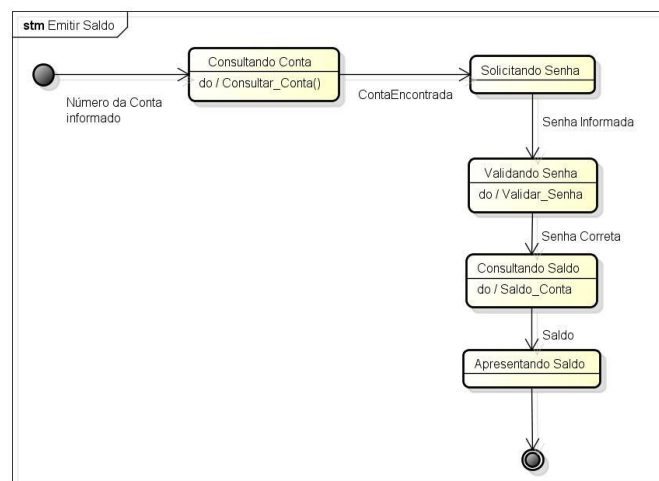 stm Emitir Saldo
Consultando Conta
do / Consultar_Conta()
Número da Conta
informado
ContaEncontrada
Solicitando Senha
Senha Informada
Validando Senha
do / Validar_Senha
Senha Correta
Consultando Saldo
do / Saldo_Conta
Saldo
Apresentando Saldo